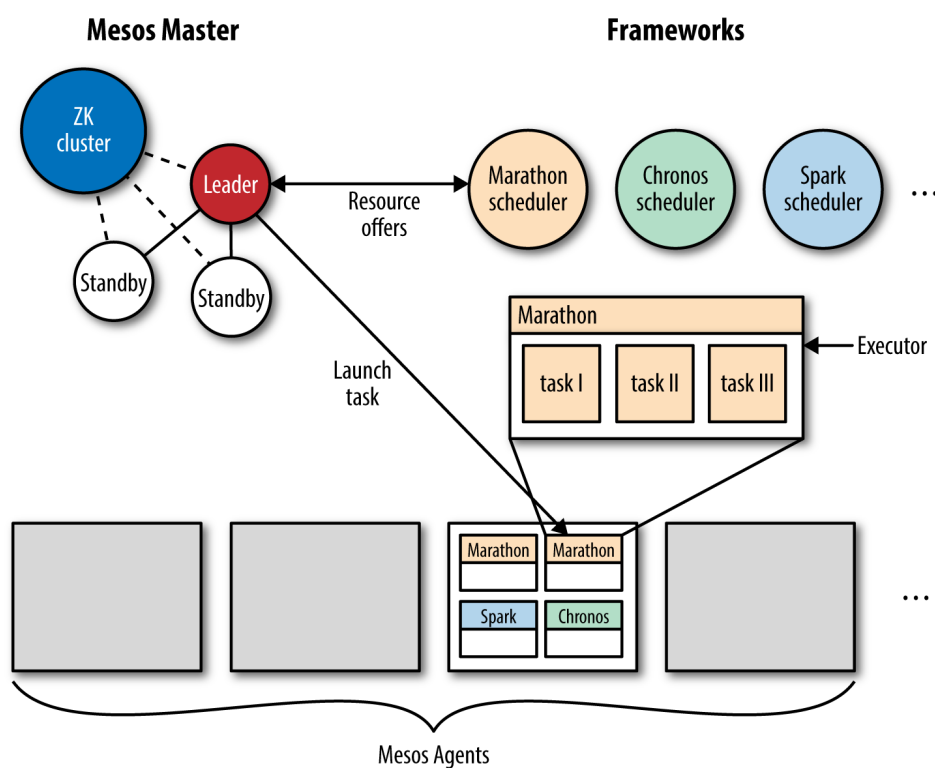 Mesos Master
Frameworks
ZK
cluster
Leader
Standby
Standby
Resource
offers
Marathon
scheduler
Chronos
scheduler
Spark
scheduler
...
Marathon
task I
task II
task III
Executor
Launch
task
Marathon
Marathon
Spark
Chronos
...
Mesos Agents